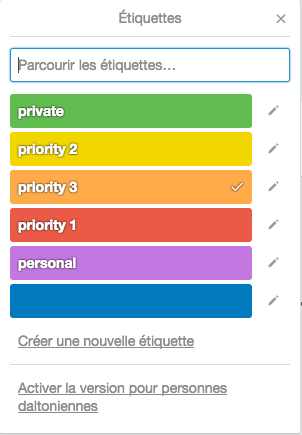 Étiquettes
Parcourir les étiquettes…
private
priority 2
priority 3
priority 1
personal
Créer une nouvelle étiquette
Activer la version pour personnes
daltoniennes